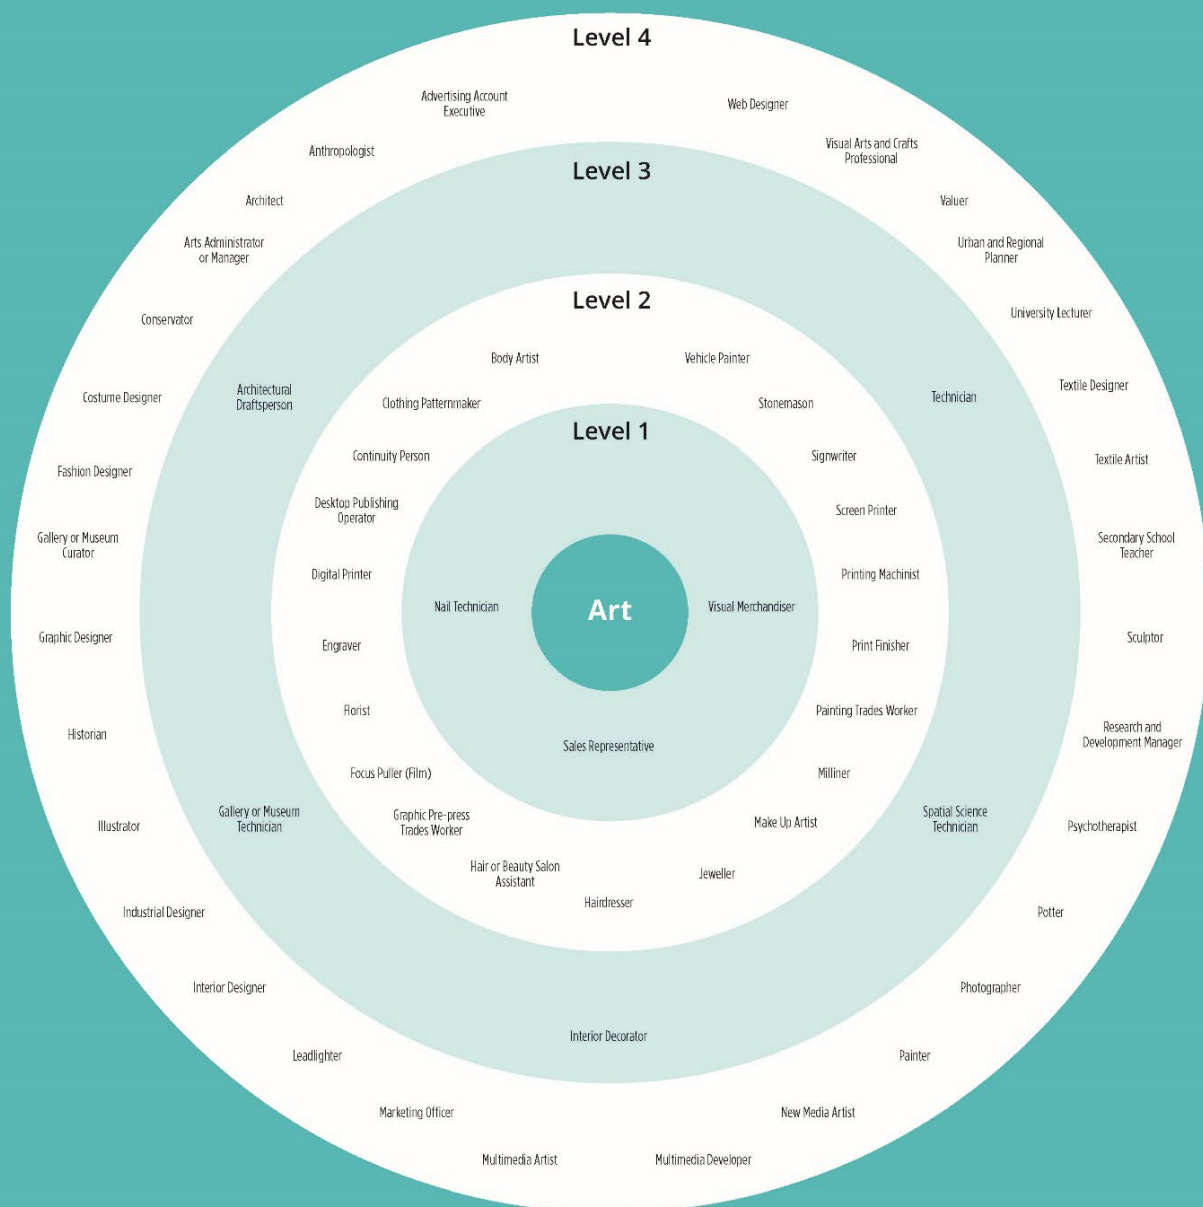 Level 4
Advertising Account
Executive
Web Designer
Anthropologist
Visual Arts and Crafts
Professional
Level 3
Architect
Valuer
Arts Administrator
or Manager
Urban and Regional
Planner
Level 2
Conservator
University Lecturer
Body Artist
Vehicle Painter
Costume Designer
Architectural
Draftsperson
Clothing Patternmaker
Stonemason
Technician
Textile Designer
Level 1
Fashion Designer
Continuity Person
Signwriter
Textile Artist
Desktop Publishing
Operator
Screen Printer
Gallery or Museum
Curator
Secondary School
Teacher
Digital Printer
Printing Machinist
Nail Technician
Art
Visual Merchandiser
Graphic Designer
Engraver
Print Finisher
Sculptor
Florist
Painting Trades Worker
Historian
Sales Representative
Research and
Development Manager
Focus Puller (Film)
Milliner
Illustrator
Gallery or Museum
Technician
Graphic Pre-press
Trades Worker
Make Up Artist
Spatial Science
Technician
Psychotherapist
Hair or Beauty Salon
Assistant
Jeweller
Hairdresser
Industrial Designer
Potter
Interior Designer
Photographer
Interior Decorator
Leadlighter
Painter
Marketing Officer
New Media Artist
Multimedia Artist
Multimedia Developer